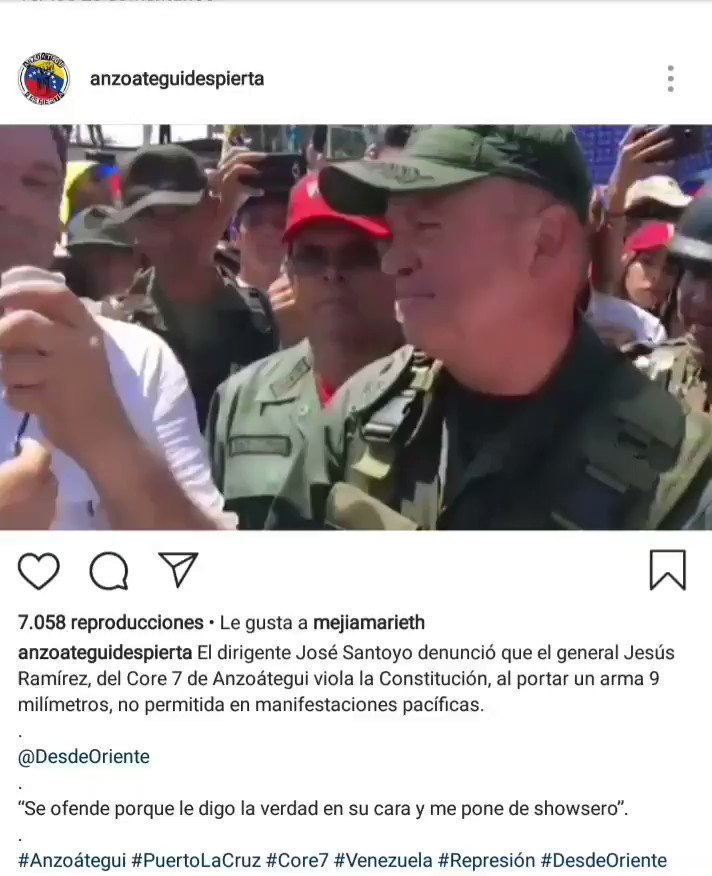 anzoateguidespierta
7.058 reproducciones • Le gusta a mejiamarieth
anzoateguidespierta El dirigente José Santoyo denunció que el general Jesús
Ramírez, del Core 7 de Anzoátegui viola la Constitución, al portar un arma 9
milímetros, no permitida en manifestaciones pacíficas.
.
@DesdeOriente
.
“Se ofende porque le digo la verdad en su cara y me pone de showsero”.
.
#Anzoátegui #PuertoLaCruz #Core7 #Venezuela #Represión #DesdeOriente